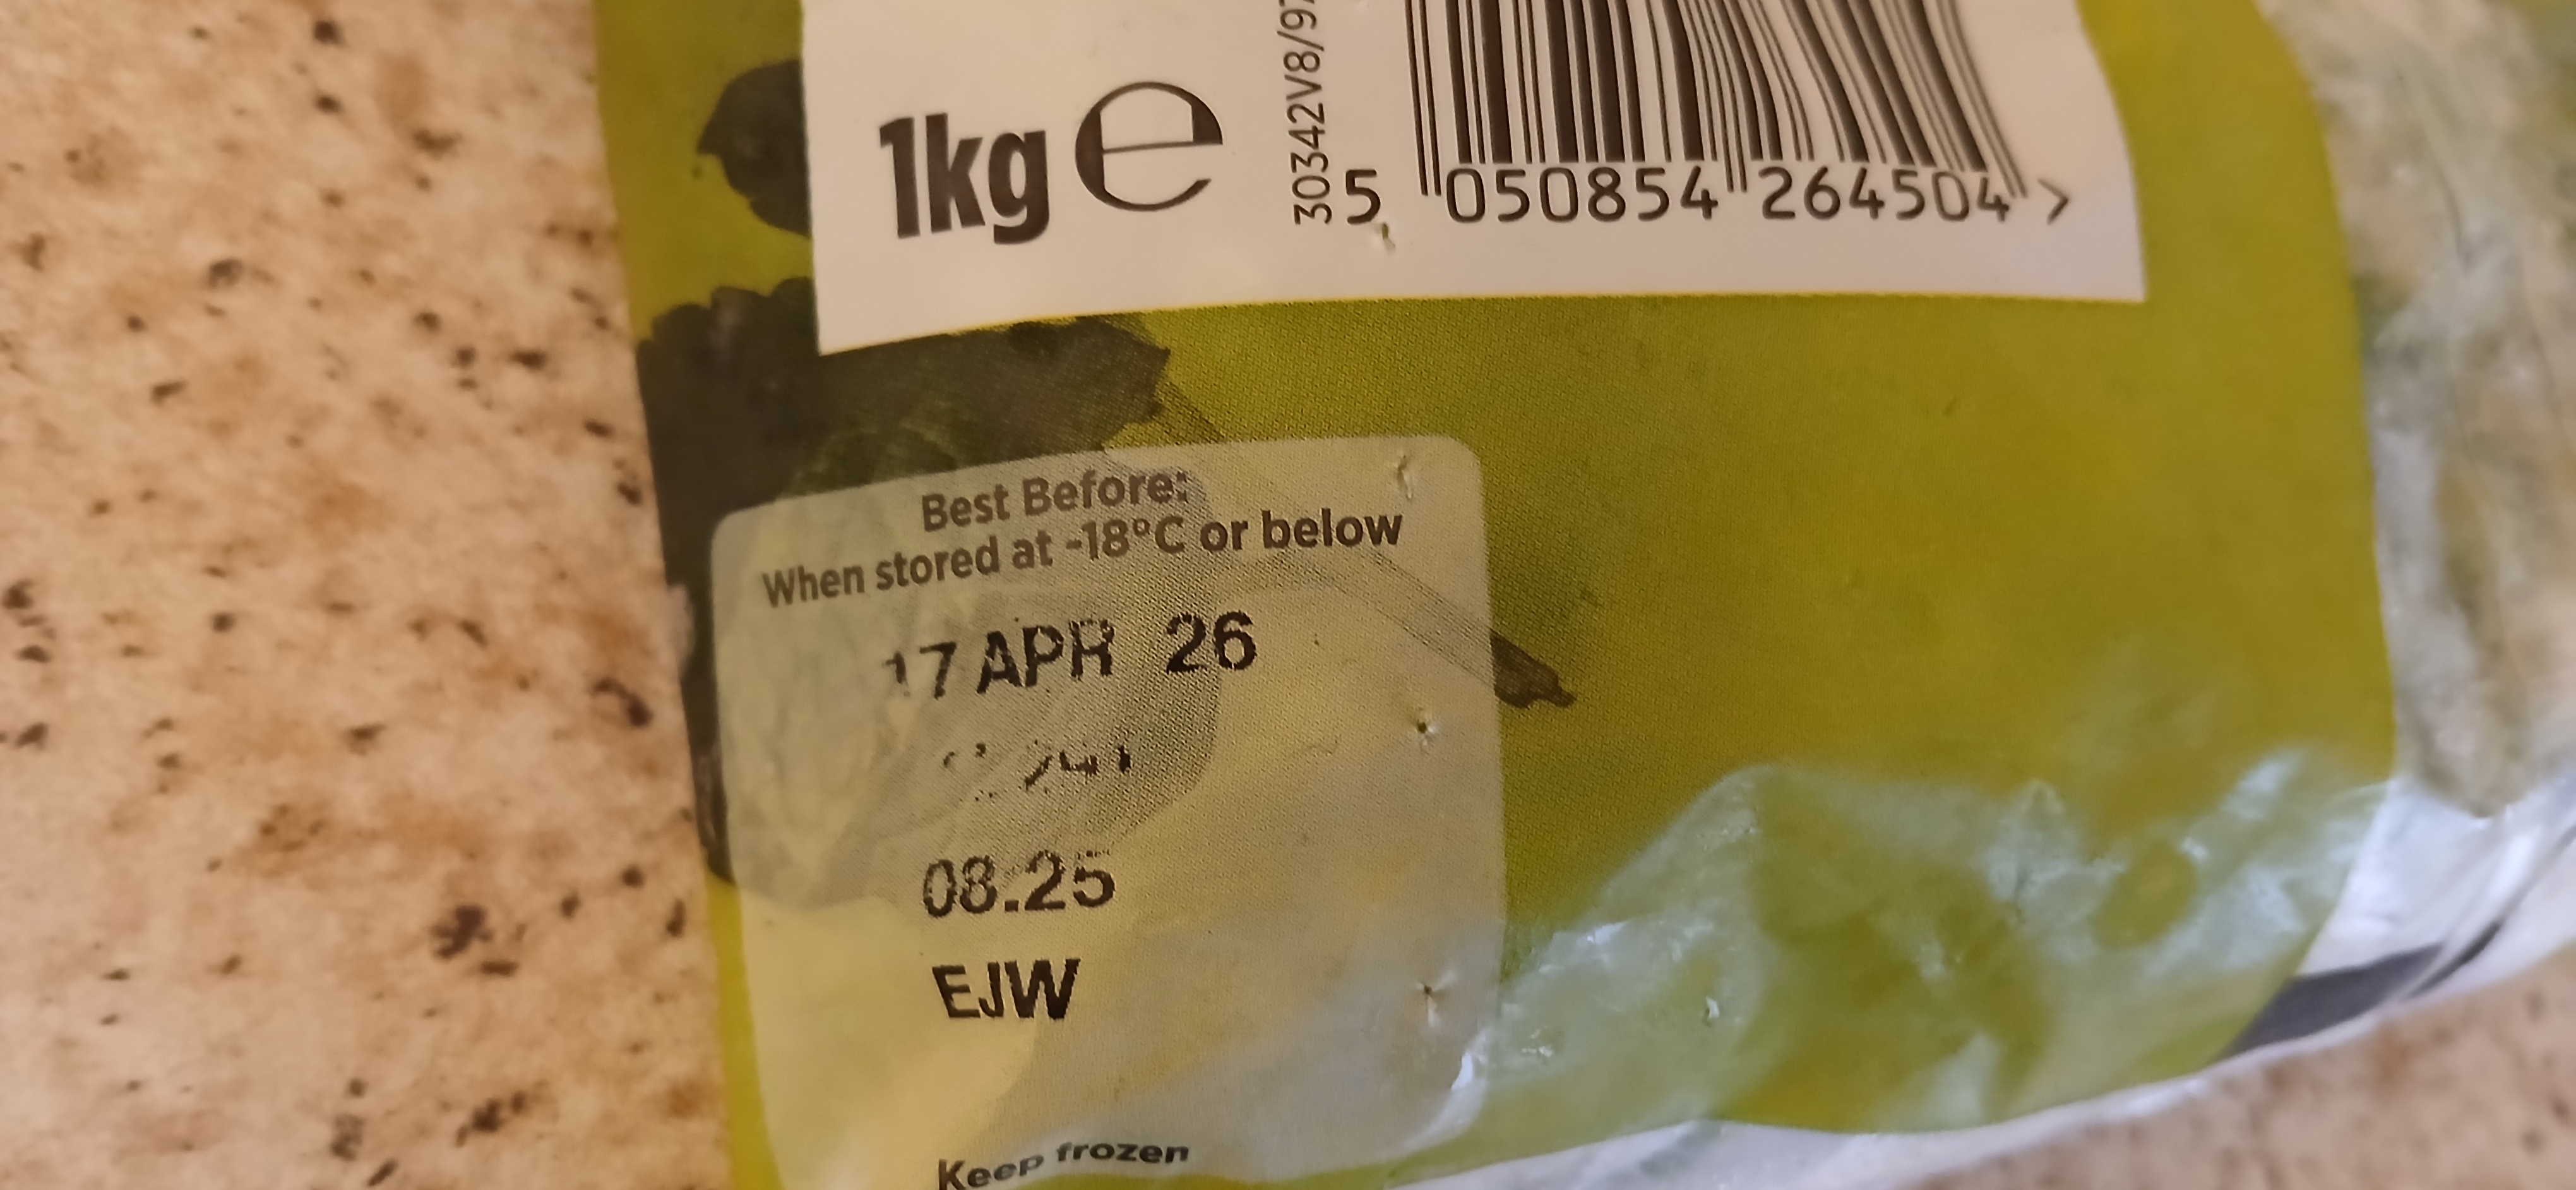 1kg e
30342V8/97
5 050854 264504 >
Best Before:
When stored at -18°C or below
17 APR 26
08.25
EJW
Keep frozen